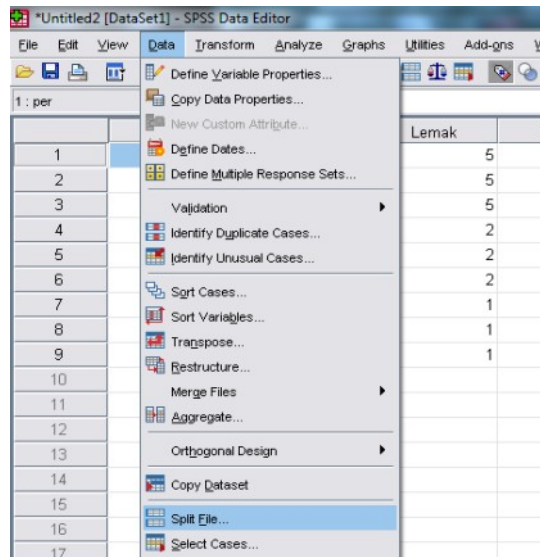 *Untitled2 [DataSet1] - SPSS Data Editor
File Edit View Data Transform Analyze Graphs Utilities Add-ons
1 : per
Define Variable Properties...
Copy Data Properties...
New Custom Attribute...
Define Dates...
Define Multiple Response Sets...
Validation
Identify Duplicate Cases...
Identify Unusual Cases...
Sort Cases...
Sort Variables...
Transpose...
Restructure...
Merge Files
Aggregate...
Orthogonal Design
Copy Dataset
Split File...
Select Cases...
Lemak
1 5
2 5
3 5
4 2
5 2
6 2
7 1
8 1
9 1
10
11
12
13
14
15
16
17